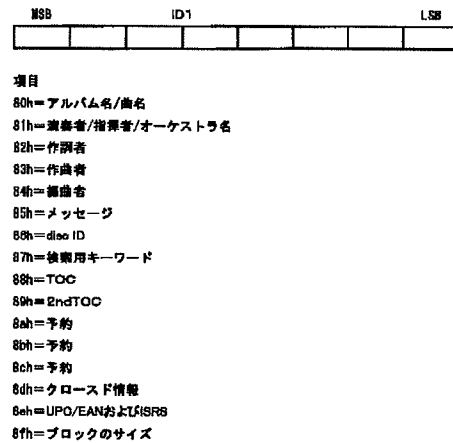 MSB ID1 LSB
項目
80h=アルバム名/曲名
81h=演奏者/指揮者/オーケストラ名
82h=作詞者
83h=作曲者
84h=編曲者
85h=メッセージ
86h=disc ID
87h=検索用キーワード
88h=TOC
89h=2ndTOC
8ah=予約
8bh=予約
8ch=予約
8dh=クローズド情報
8eh=UPC/EANおよびISRS
8fh=ブロックのサイズ